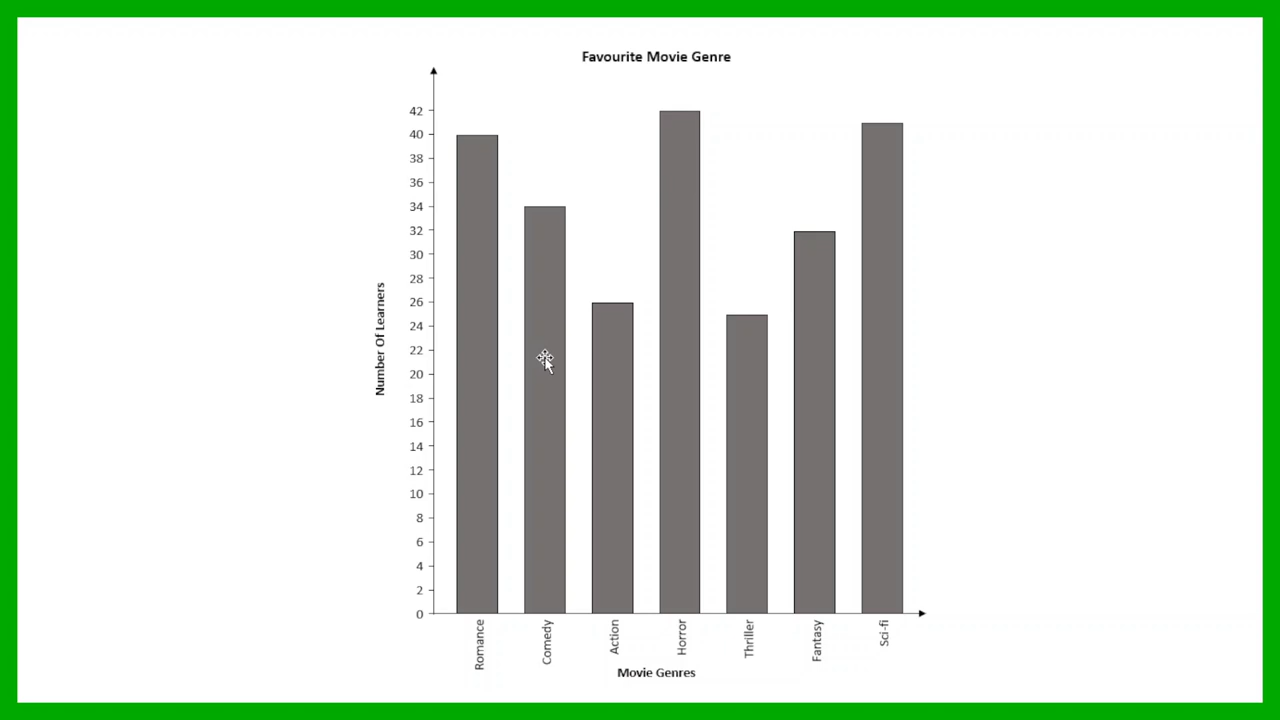 Favourite Movie Genre
42
40
38
36
34
32
30
28
26
24
22
20
18
16
14
12
10
8
6
4
2
0
Number Of Learners
Romance
Comedy
Action
Horror
Thriller
Fantasy
Sci-fi
Movie Genres